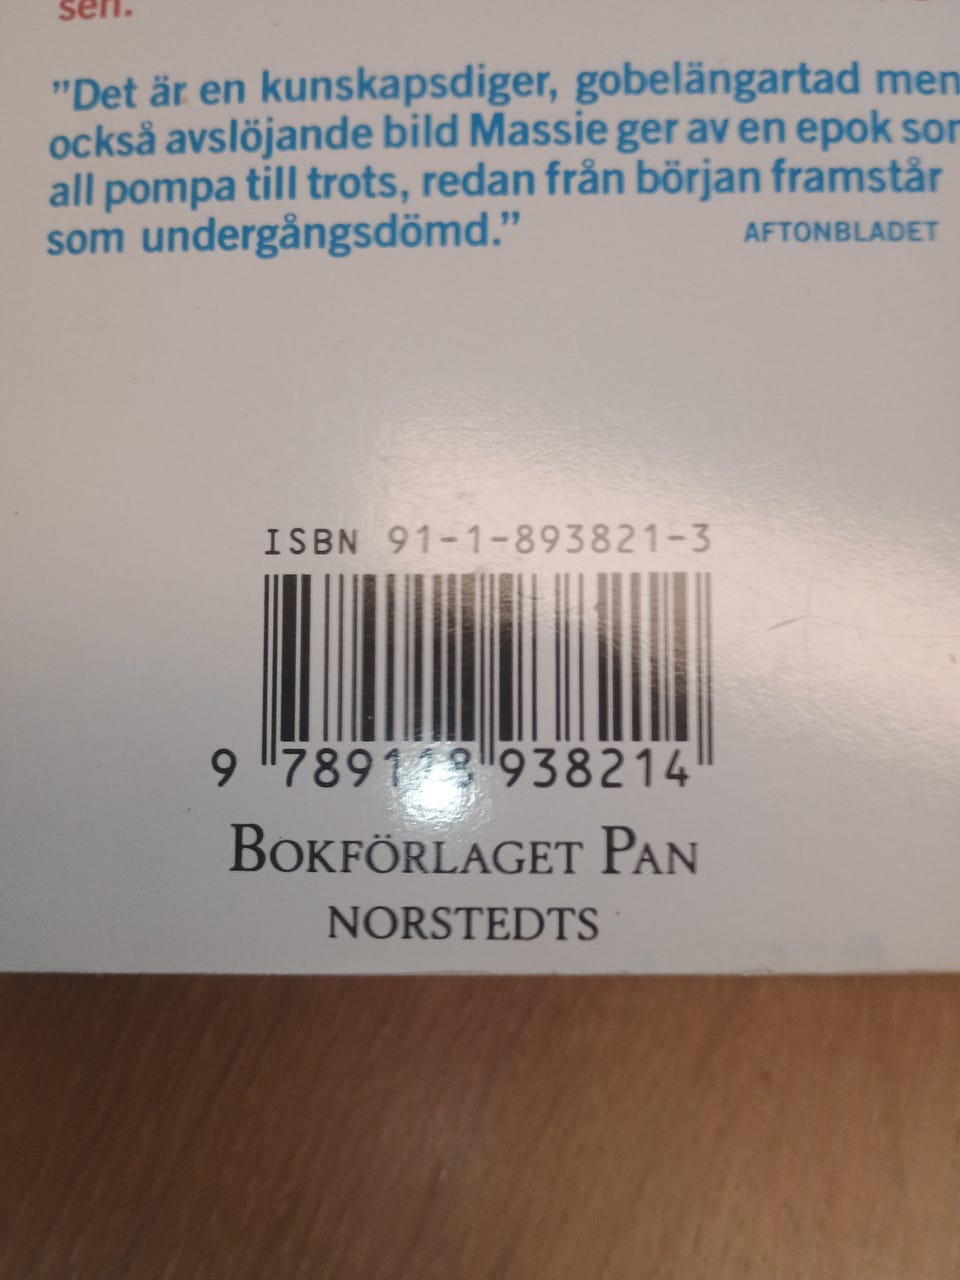 sen.
”Det är en kunskapsdiger, gobelängartad men
också avslöjande bild Massie ger av en epok
all pompa till trots, redan från början framstår
som undergångsdömd.” AFTONBLADET
ISBN 91-1-893821-3
9 789118 938214
BOKFÖRLAGET PAN
NORSTEDTS